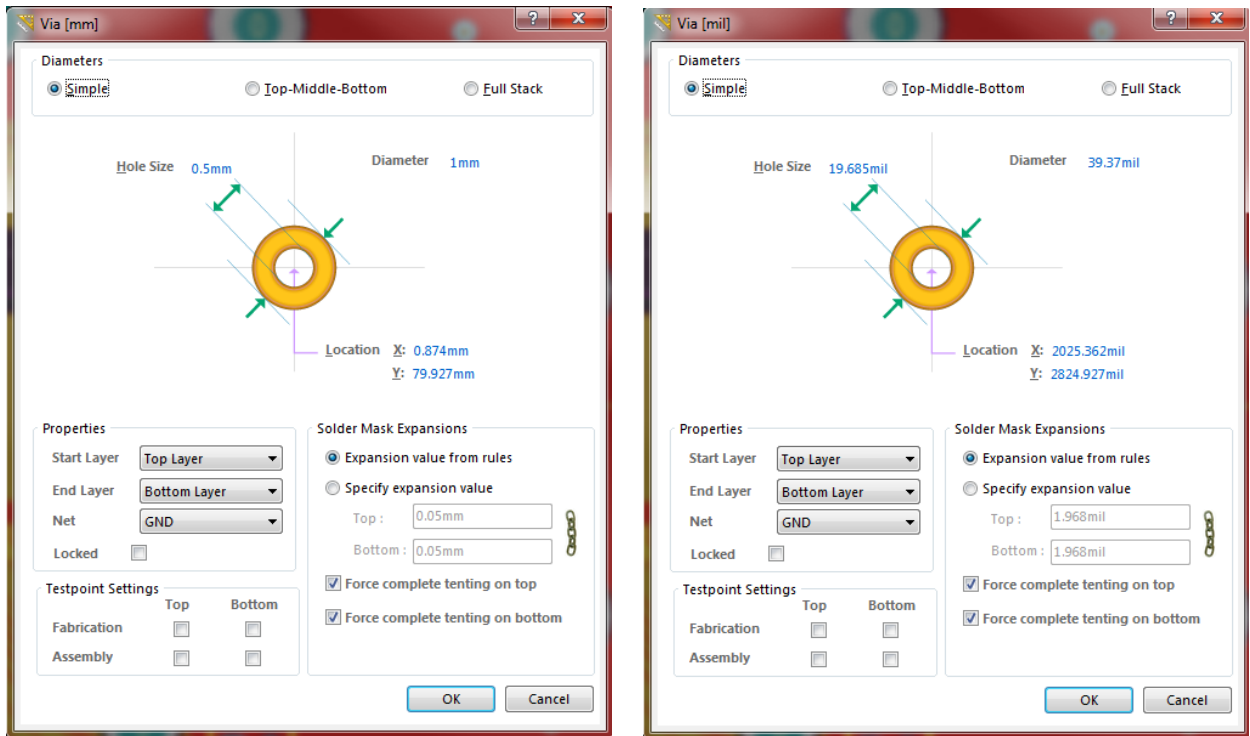 Via [mm]
?
X
Diameters
Simple
Top-Middle-Bottom
Full Stack
Hole Size 0.5mm
Diameter 1mm
Location X: 0.874mm
Y: 79.927mm
Properties
Start Layer Top Layer
End Layer Bottom Layer
Net GND
Locked
Solder Mask Expansions
Expansion value from rules
Specify expansion value
Top : 0.05mm
Bottom : 0.05mm
Force complete tenting on top
Force complete tenting on bottom
Testpoint Settings
Top Bottom
Fabrication
Assembly
OK Cancel
Via [mil]
?
X
Diameters
Simple
Top-Middle-Bottom
Full Stack
Hole Size 19.685mil
Diameter 39.37mil
Location X: 2025.362mil
Y: 2824.927mil
Properties
Start Layer Top Layer
End Layer Bottom Layer
Net GND
Locked
Solder Mask Expansions
Expansion value from rules
Specify expansion value
Top : 1.968mil
Bottom : 1.968mil
Force complete tenting on top
Force complete tenting on bottom
Testpoint Settings
Top Bottom
Fabrication
Assembly
OK Cancel